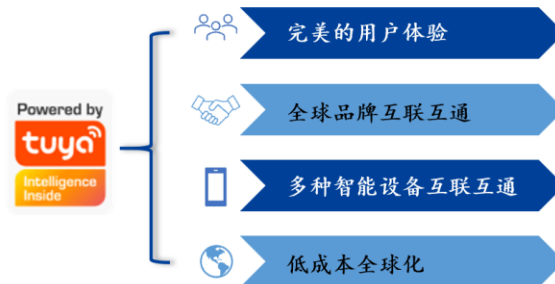 Powered by
tuya
Intelligence
Inside
完美的用户体验
全球品牌互联互通
多种智能设备互联互通
低成本全球化